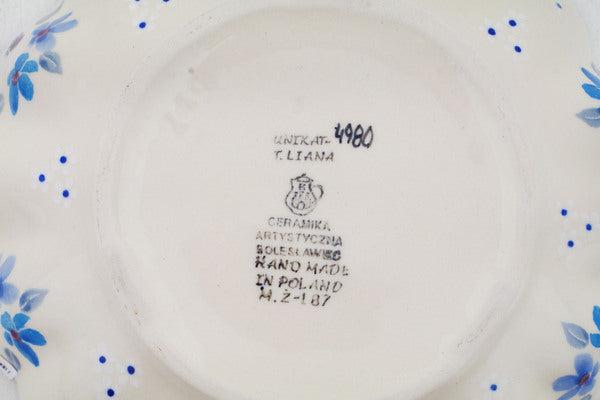 UNIKAT-4980
T. LIANA
CERAMIKA
ARTYSTYCZNA
BOLESŁAWIEC
HAND MADE
IN POLAND
M.Z-187